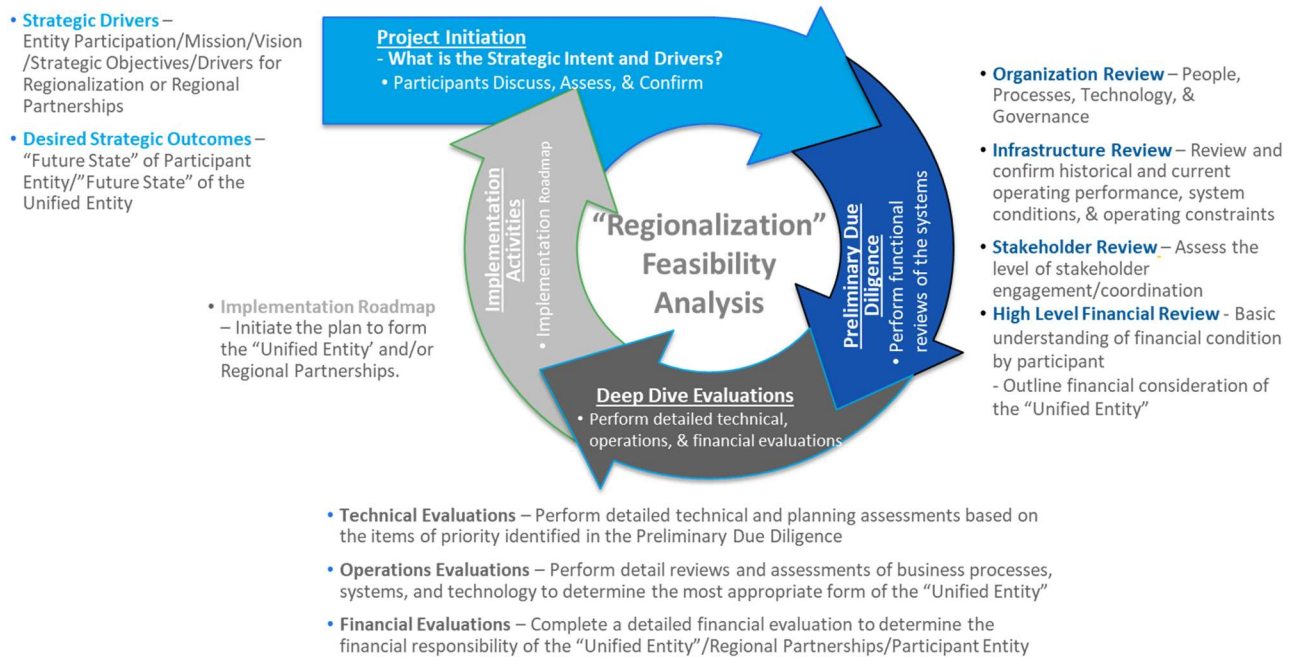 • Strategic Drivers –
Entity Participation/Mission/Vision
/Strategic Objectives/Drivers for
Regionalization or Regional
Partnerships
• Desired Strategic Outcomes –
“Future State” of Participant
Entity/”Future State” of the
Unified Entity
Project Initiation
- What is the Strategic Intent and Drivers?
• Participants Discuss, Assess, & Confirm
• Organization Review – People,
Processes, Technology, &
Governance
• Infrastructure Review – Review and
confirm historical and current
operating performance, system
conditions, & operating constraints
• Stakeholder Review – Assess the
level of stakeholder
engagement/coordination
• High Level Financial Review - Basic
understanding of financial condition
by participant
- Outline financial consideration of
the “Unified Entity”
Preliminary Due
Diligence
• Perform functional
reviews of the systems
“Regionalization”
Feasibility
Analysis
Implementation
Activities
• Implementation Roadmap
• Implementation Roadmap
– Initiate the plan to form
the “Unified Entity’ and/or
Regional Partnerships.
Deep Dive Evaluations
• Perform detailed technical,
operations, & financial evaluations
• Technical Evaluations – Perform detailed technical and planning assessments based on
the items of priority identified in the Preliminary Due Diligence
• Operations Evaluations – Perform detail reviews and assessments of business processes,
systems, and technology to determine the most appropriate form of the “Unified Entity”
• Financial Evaluations – Complete a detailed financial evaluation to determine the
financial responsibility of the “Unified Entity”/Regional Partnerships/Participant Entity